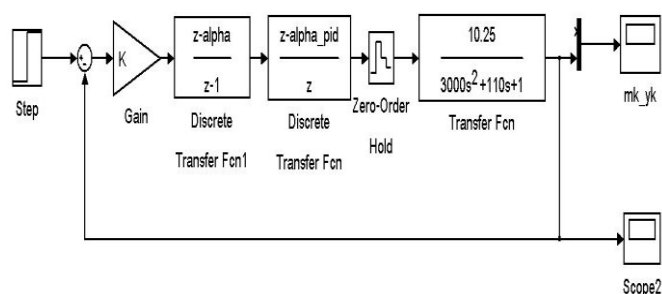 Step
+
-
K
Gain
z-alpha
z-1
Discrete
Transfer Fcn1
z-alpha_pid
z
Discrete
Transfer Fcn
Zero-Order
Hold
10.25
3000s²+110s+1
Transfer Fcn
mk_yk
Scope2